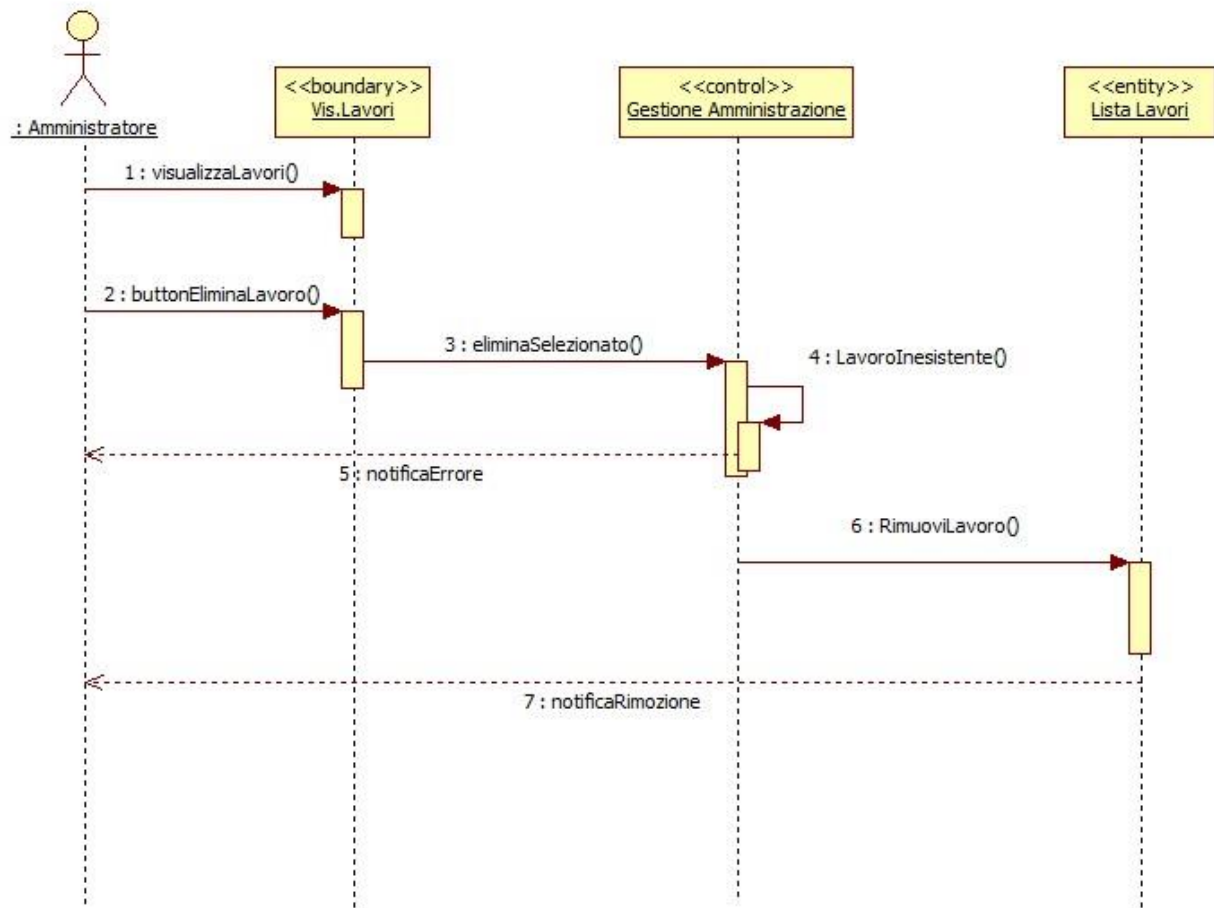 <<boundary>>
Vis.Lavori
<<control>>
Gestione Amministrazione
<<entity>>
Lista Lavori
: Amministratore
1 : visualizzaLavori()
2 : buttonEliminaLavoro()
3 : eliminaSelezionato()
4 : LavoroInesistente()
5 : notificaErrore
6 : RimuoviLavoro()
7 : notificaRimozione